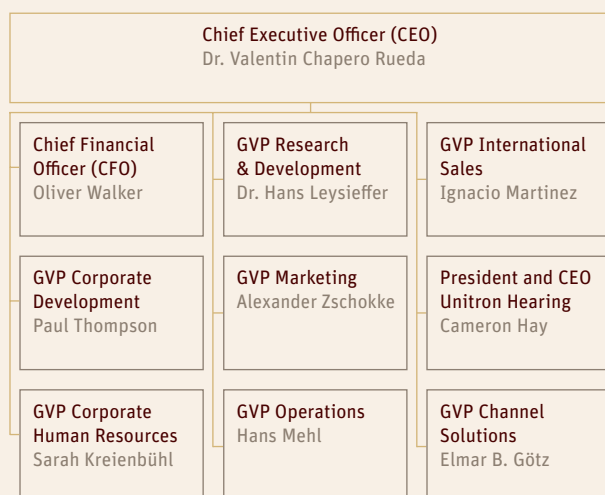 Chief Executive Officer (CEO)
Dr. Valentin Chapero Rueda
Chief Financial
Officer (CFO)
Oliver Walker
GVP Research
& Development
Dr. Hans Leysieffer
GVP International
Sales
Ignacio Martinez
GVP Corporate
Development
Paul Thompson
GVP Marketing
Alexander Zschokke
President and CEO
Unitron Hearing
Cameron Hay
GVP Corporate
Human Resources
Sarah Kreienbühl
GVP Operations
Hans Mehl
GVP Channel
Solutions
Elmar B. Götz